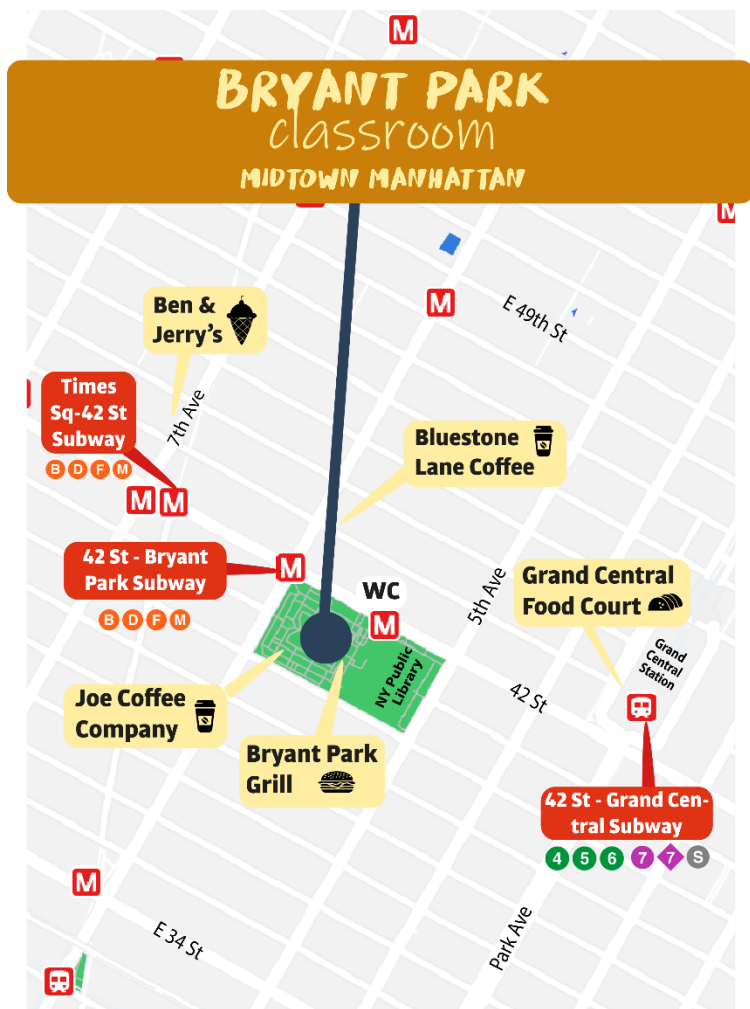 BRYANT PARK
classroom
MIDTOWN MANHATTAN
M
M
M
E 49th St
Ben &
Jerry's
Times
Sq-42 St
Subway
B D F M
7th Ave
Bluestone
Lane Coffee
M M
42 St - Bryant
Park Subway
M
B D F M
WC
M
5th Ave
Grand Central
Food Court
Grand
Central
Station
NY Public
Library
42 St
Joe Coffee
Company
Bryant Park
Grill
42 St - Grand Cen-
tral Subway
4 5 6 7 7 S
M
E 34 St
Park Ave